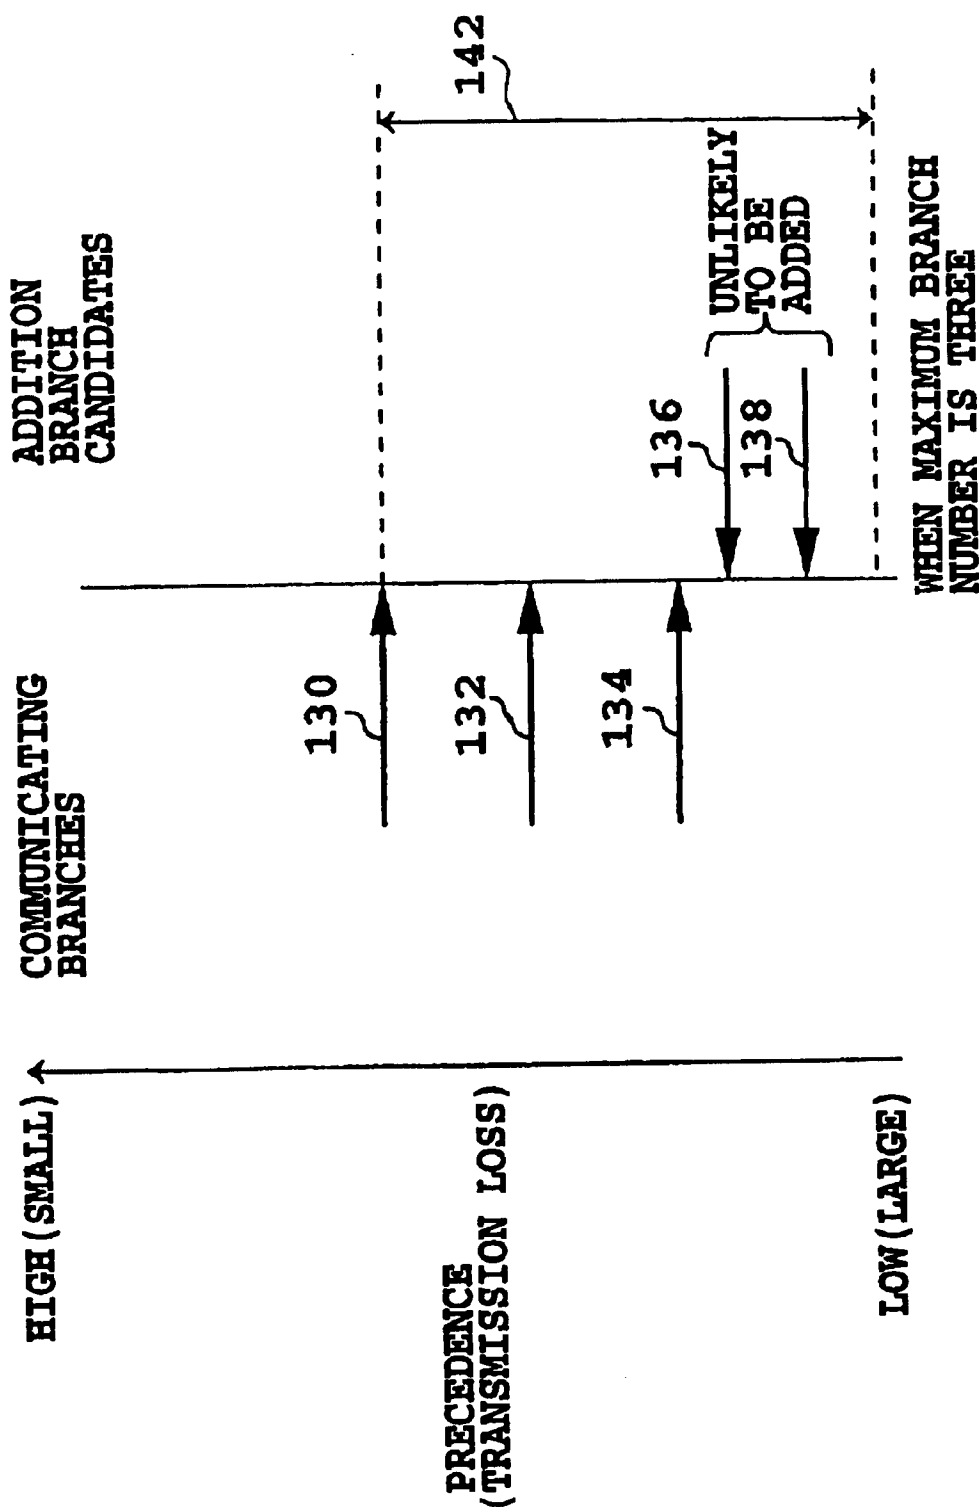 HIGH(SMALL)
PRECEDENCE
(TRANSMISSION LOSS)
LOW(LARGE)
COMMUNICATING
BRANCHES
130
132
134
ADDITION
BRANCH
CANDIDATES
136
138
UNLIKELY
TO BE
ADDED
142
WHEN MAXIMUM BRANCH
NUMBER IS THREE